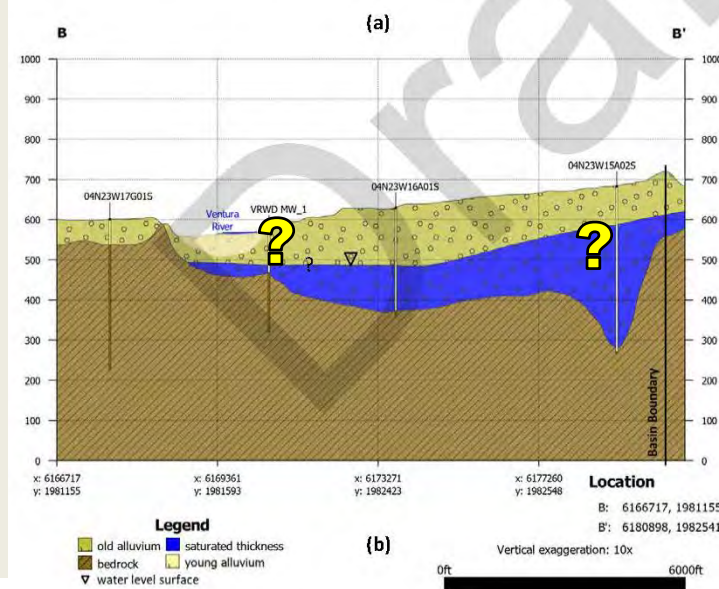 (a)
B
B'
1000
900
800
700
600
500
400
300
200
100
0
1000
900
800
700
600
500
400
300
200
100
0
04N23W17G01S
Ventura
River
VRWD MW_1
04N23W16A01S
04N23W15A02S
?
?
?
Basin Boundary
x: 6166717
y: 1981155
x: 6169361
y: 1981593
x: 6173271
y: 1982423
x: 6177260
y: 1982548
Location
B: 6166717, 1981155
B': 6180898, 1982541
Legend
old alluvium
saturated thickness
bedrock
young alluvium
water level surface
(b)
Vertical exaggeration: 10x
0ft
6000ft
Dra